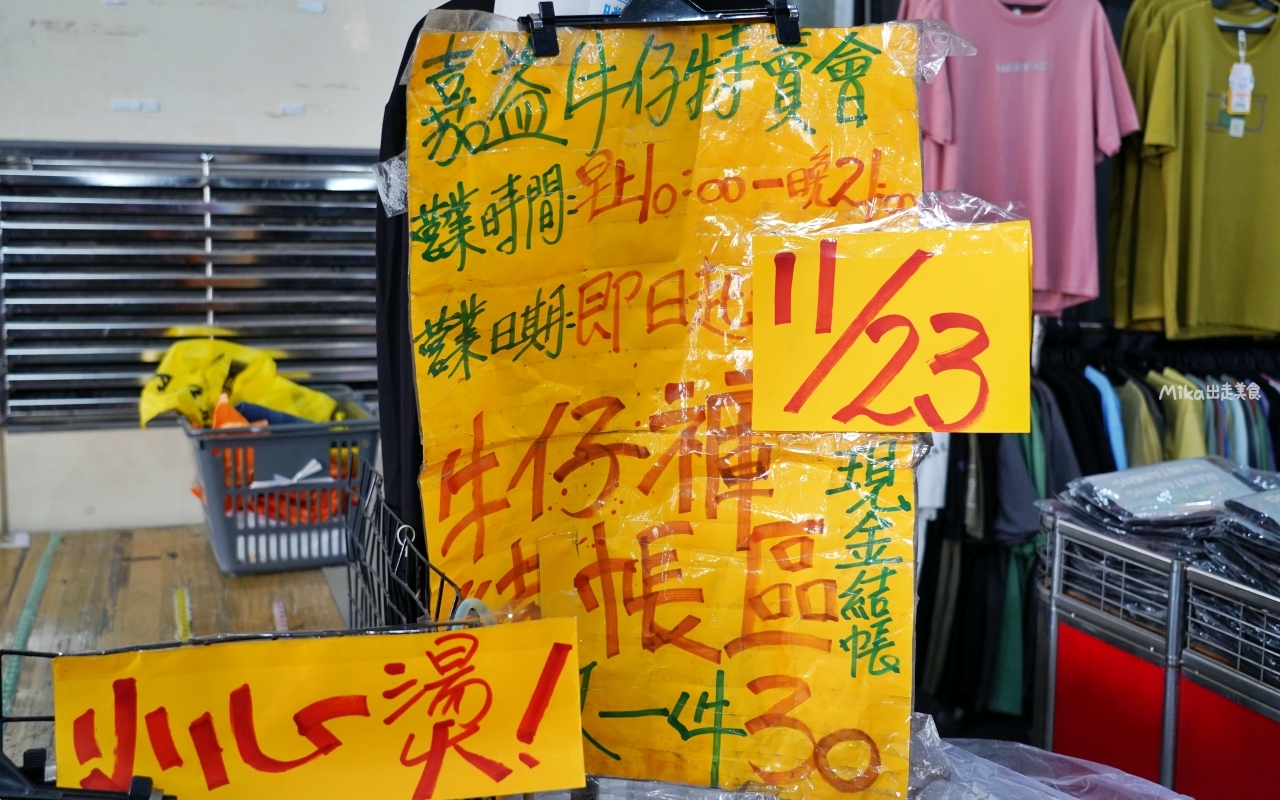 嘉益牛仔特賣會
營業時間:早上10:00-晚21:00
營業日期:即日起
11/23
牛仔褲
結帳區
現金結帳
一件30
小心燙!
Mika出走美食